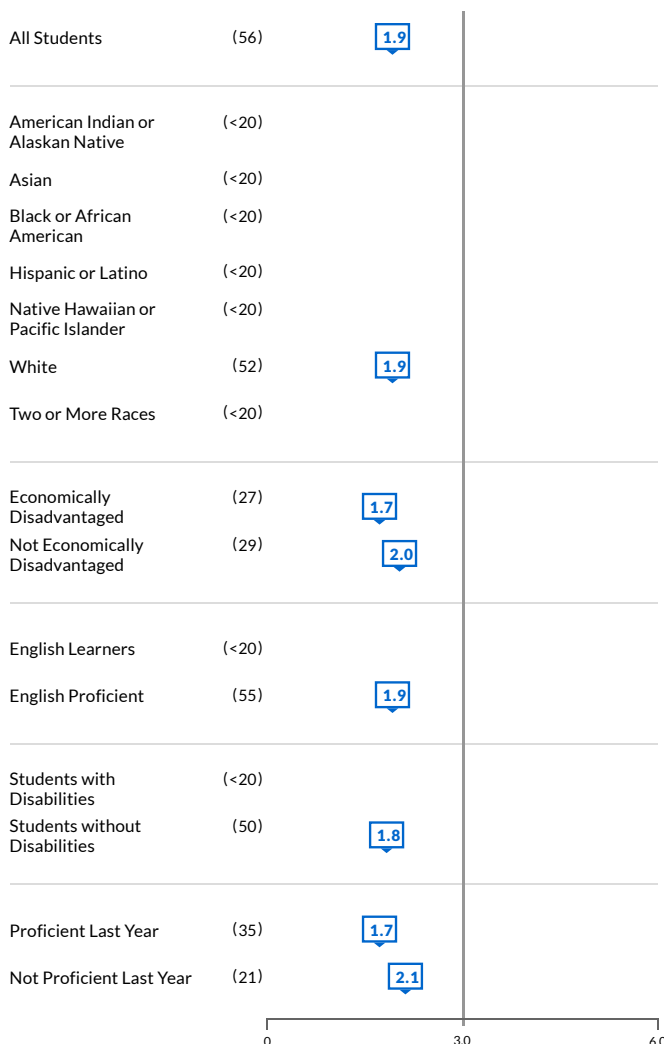 All Students (56) 1.9
American Indian or (<20)
Alaskan Native
Asian (<20)
Black or African (<20)
American
Hispanic or Latino (<20)
Native Hawaiian or (<20)
Pacific Islander
White (52) 1.9
Two or More Races (<20)
Economically (27) 1.7
Disadvantaged
Not Economically (29) 2.0
Disadvantaged
English Learners (<20)
English Proficient (55) 1.9
Students with (<20)
Disabilities
Students without (50) 1.8
Disabilities
Proficient Last Year (35) 1.7
Not Proficient Last Year (21) 2.1
0 3.0 6.0